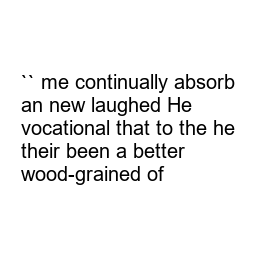 `` me continually absorb
an new laughed He
vocational that to the he
their been a better
wood-grained of